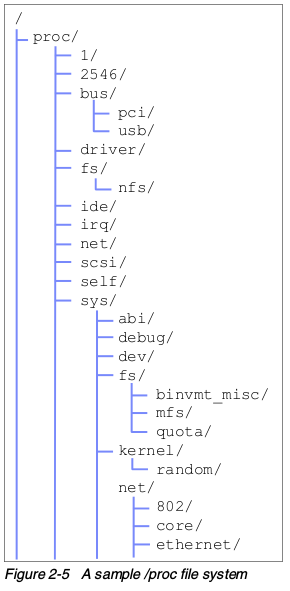 /
proc/
1/
2546/
bus/
pci/
usb/
driver/
fs/
nfs/
ide/
irq/
net/
scsi/
self/
sys/
abi/
debug/
dev/
fs/
binvmt_misc/
mfs/
quota/
kernel/
random/
net/
802/
core/
ethernet/
Figure 2-5 A sample /proc file system